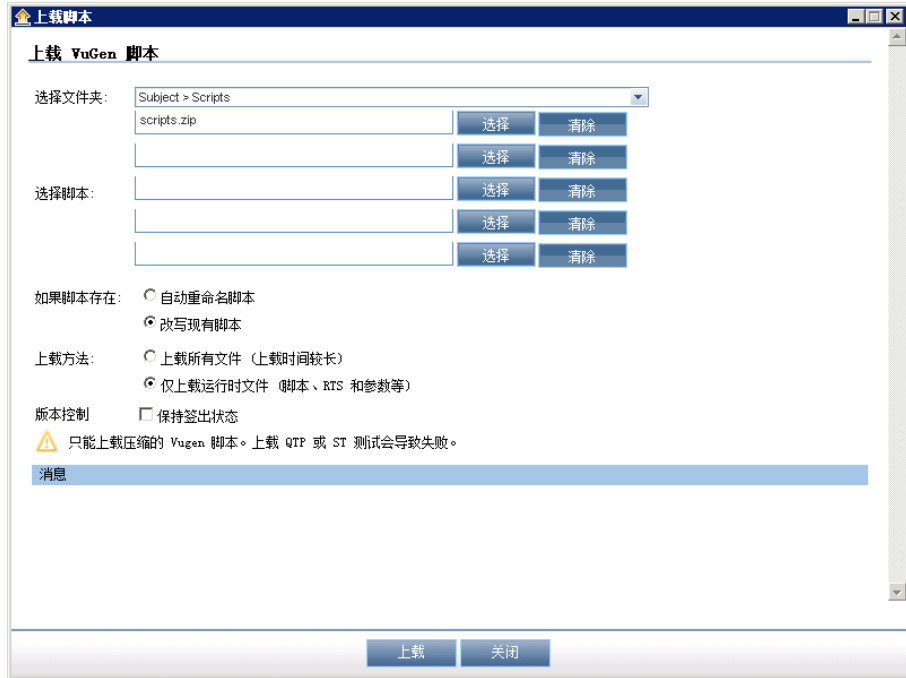 上载脚本
上载 VuGen 脚本
选择文件夹: Subject > Scripts
scripts.zip 选择 清除
选择 清除
选择脚本: 选择 清除
选择 清除
选择 清除
如果脚本存在: 自动重命名脚本
改写现有脚本
上载方法: 上载所有文件 (上载时间较长)
仅上载运行时文件 (脚本、RTS 和参数等)
版本控制 保持签出状态
只能上载压缩的 Vugen 脚本。上载 QTP 或 ST 测试会导致失败。
消息
上载 关闭